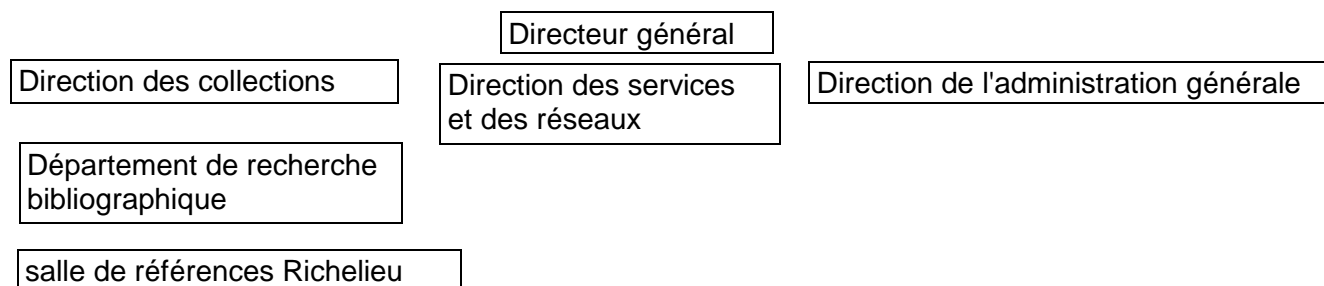 Directeur général
Direction des collections
Direction des services
et des réseaux
Direction de l'administration générale
Département de recherche
bibliographique
salle de références Richelieu